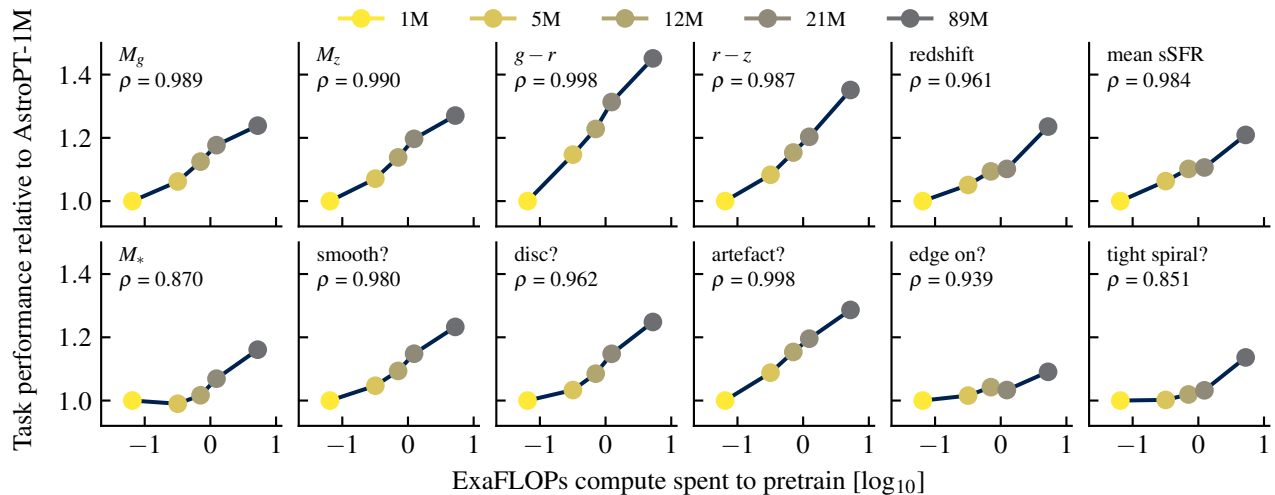 1M 5M 12M 21M 89M
Task performance relative to AstroPT-1M
M_g
ρ = 0.989
M_z
ρ = 0.990
g − r
ρ = 0.998
r − z
ρ = 0.987
redshift
ρ = 0.961
mean sSFR
ρ = 0.984
1.4
1.2
1.0
M_*
ρ = 0.870
smooth?
ρ = 0.980
disc?
ρ = 0.962
artefact?
ρ = 0.998
edge on?
ρ = 0.939
tight spiral?
ρ = 0.851
1.4
1.2
1.0
−1 0 1 −1 0 1 −1 0 1 −1 0 1 −1 0 1 −1 0 1
ExaFLOPs compute spent to pretrain [log₁₀]